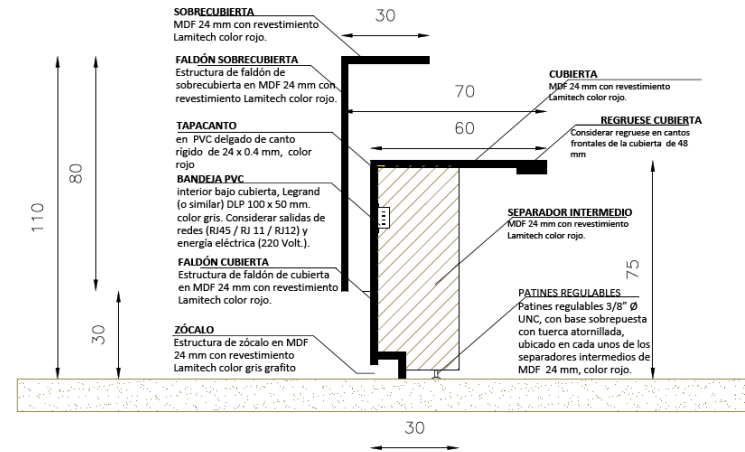 SOBRECUBIERTA
MDF 24 mm con revestimiento
Lamitech color rojo.
30
FALDÓN SOBRECUBIERTA
Estructura de faldón de
sobrecubierta en MDF 24 mm con
revestimiento Lamitech color rojo.
TAPACANTO
en PVC delgado de canto
rígido de 24 x 0.4 mm, color
rojo
BANDEJA PVC
interior bajo cubierta, Legrand
(o similar) DLP 100 x 50 mm.
color gris. Considerar salidas de
redes (RJ45 / RJ 11 / RJ12) y
energía eléctrica (220 Volt.).
FALDÓN CUBIERTA
Estructura de faldón de cubierta
en MDF 24 mm con revestimiento
Lamitech color rojo.
ZÓCALO
Estructura de zócalo en MDF
24 mm con revestimiento
Lamitech color gris grafito
110
80
30
70
60
CUBIERTA
MDF 24 mm con revestimiento
Lamitech color rojo.
REGRUESE CUBIERTA
Considerar regruese en cantos
frontales de la cubierta de 48
mm
SEPARADOR INTERMEDIO
MDF 24 mm con revestimiento
Lamitech color rojo.
75
PATINES REGULABLES
Patines regulables 3/8" Ø
UNC, con base sobrepuesta
con tuerca atornillada,
ubicado en cada unos de los
separadores intermedios de
MDF 24 mm, color rojo.
30